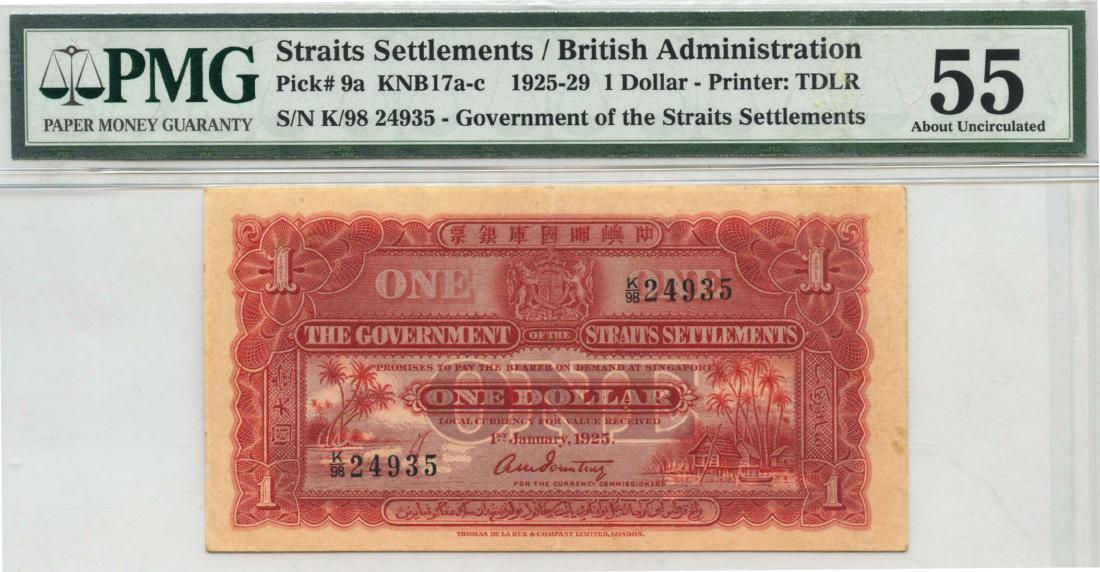 PMG
PAPER MONEY GUARANTY
Straits Settlements / British Administration
Pick# 9a KNB17a-c 1925-29 1 Dollar - Printer: TDLR
S/N K/98 24935 - Government of the Straits Settlements
55
About Uncirculated
票銀庫國
1
ONE
ONE
1
K/98 24935
THE GOVERNMENT OF THE STRAITS SETTLEMENTS
PROMISES TO PAY THE BEARER ON DEMAND AT SINGAPORE
ONE
ONE DOLLAR
LOCAL CURRENCY FOR VALUE RECEIVED
1ST January, 1925.
K/98 24935
FOR THE CURRENCY COMMISSIONERS
壹大圓
1
1
THOMAS DE LA RUE & COMPANY LIMITED, LONDON.